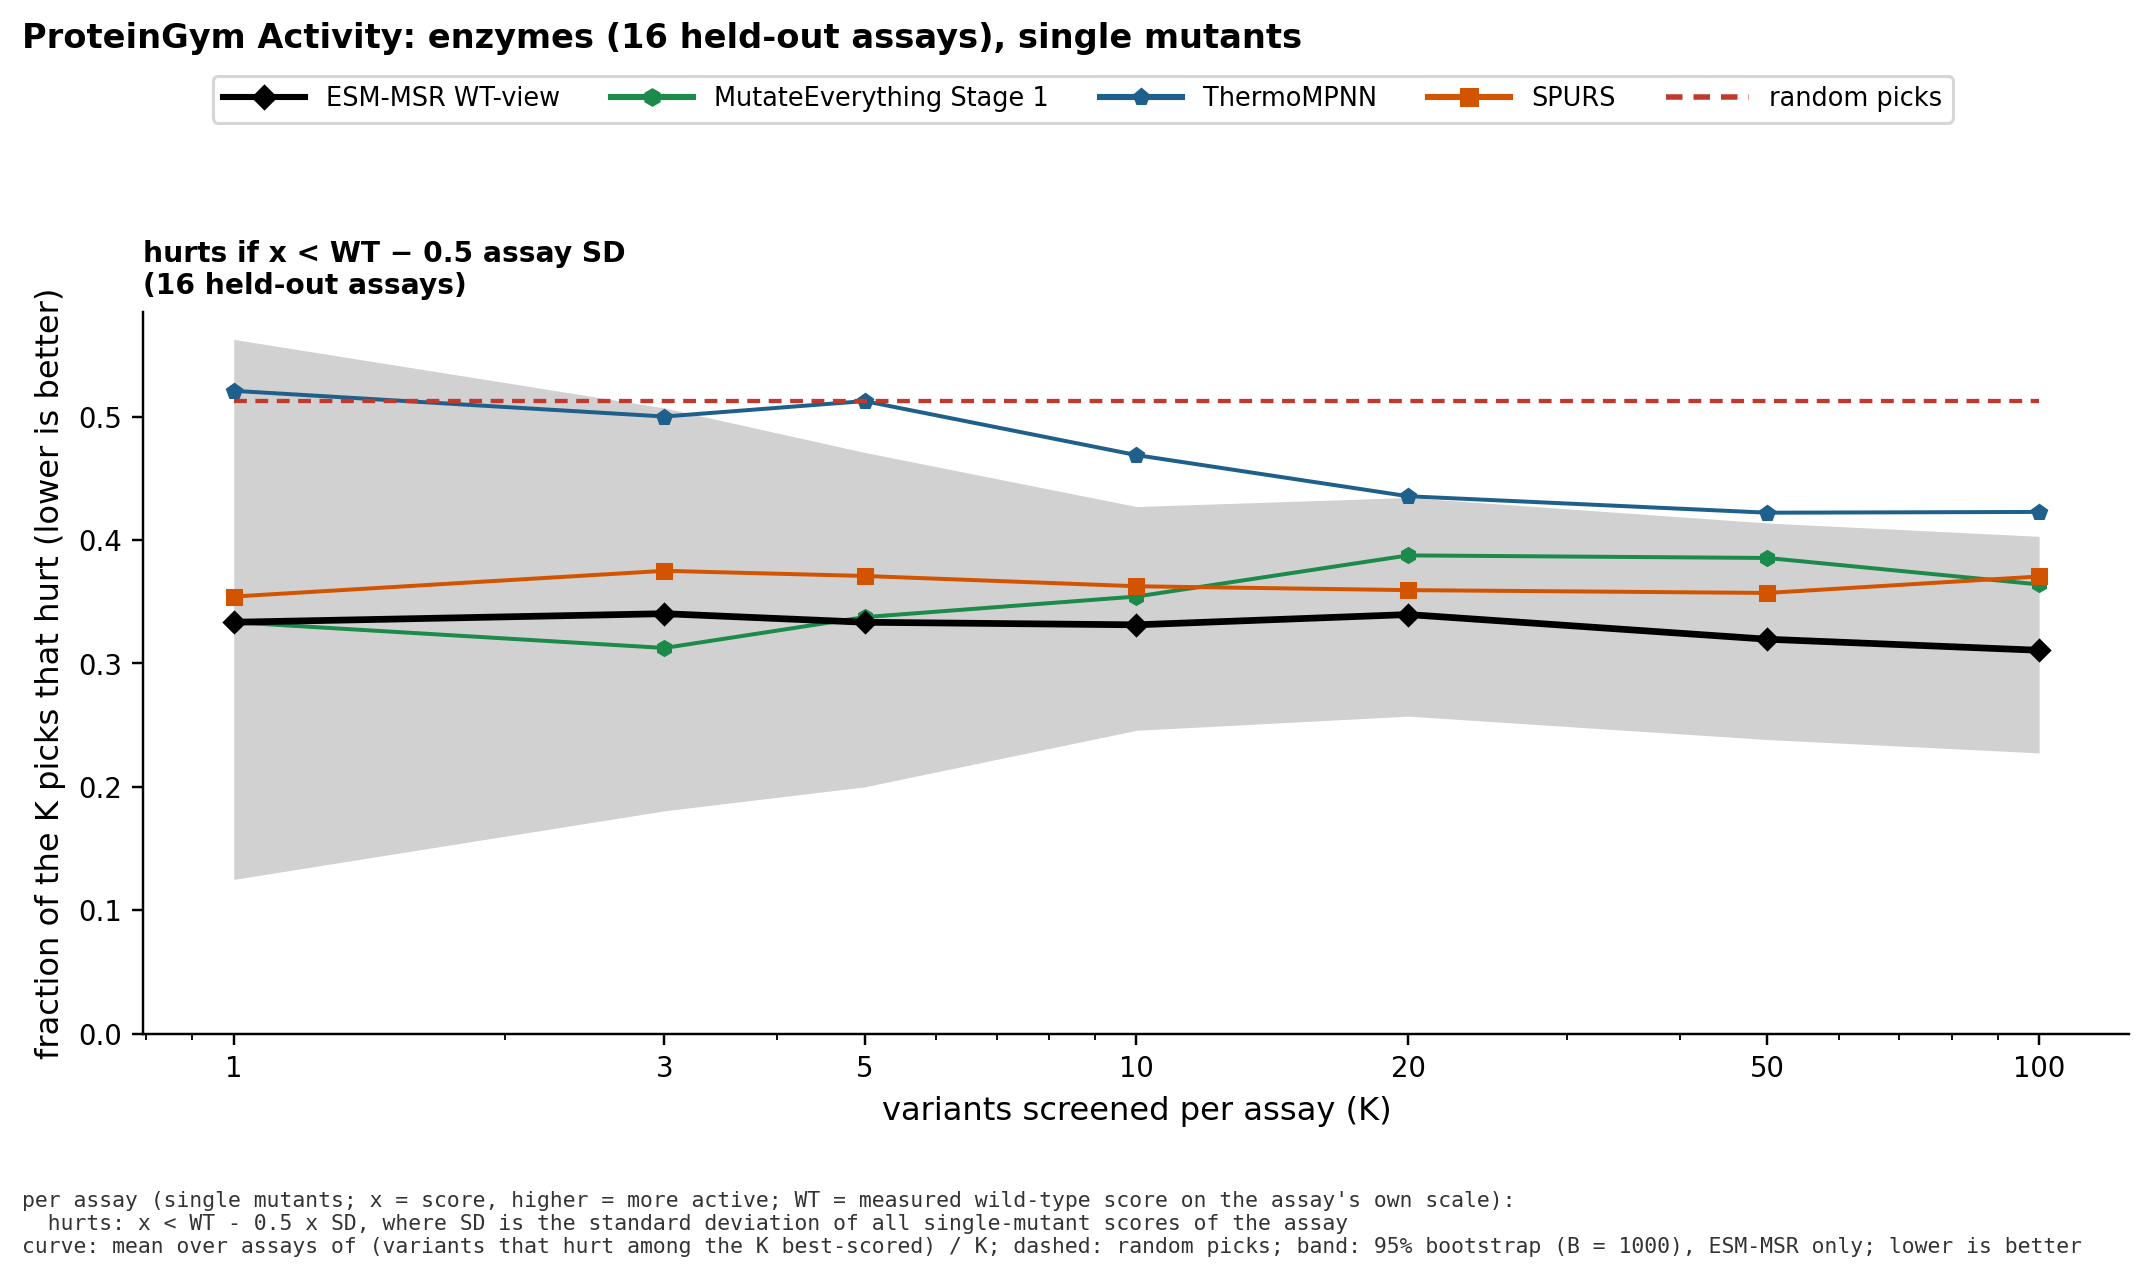 ProteinGym Activity: enzymes (16 held-out assays), single mutants
ESM-MSR WT-view
MutateEverything Stage 1
ThermoMPNN
SPURS
random picks
hurts if x < WT − 0.5 assay SD
(16 held-out assays)
fraction of the K picks that hurt (lower is better)
0.5
0.4
0.3
0.2
0.1
0.0
1
3
5
10
20
50
100
variants screened per assay (K)
per assay (single mutants; x = score, higher = more active; WT = measured wild-type score on the assay's own scale):
hurts: x < WT - 0.5 x SD, where SD is the standard deviation of all single-mutant scores of the assay
curve: mean over assays of (variants that hurt among the K best-scored) / K; dashed: random picks; band: 95% bootstrap (B = 1000), ESM-MSR only; lower is better